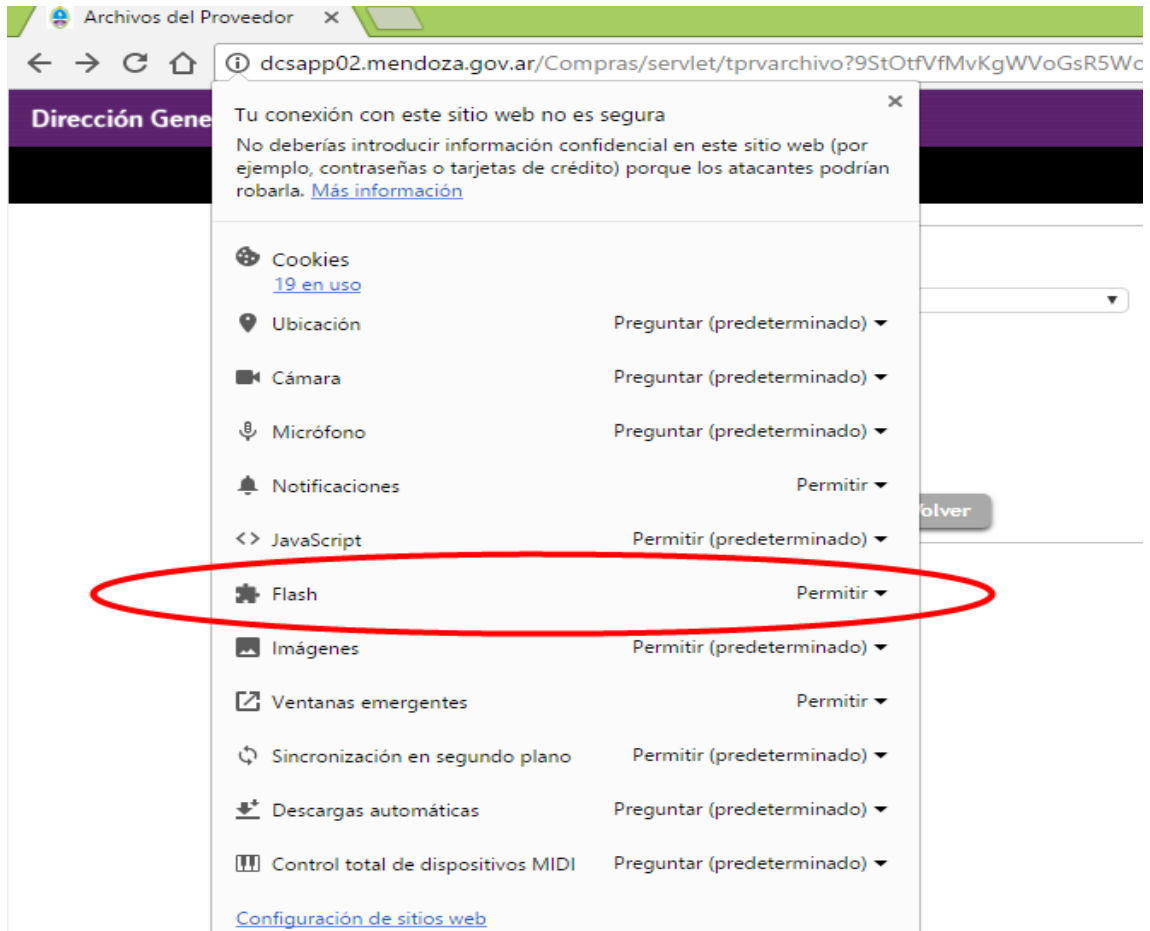 Archivos del Proveedor
dcsapp02.mendoza.gov.ar/Compras/servlet/tprvarchivo?9StOtfVfMvKgWVoGsR5Wc
Dirección Gene
Tu conexión con este sitio web no es segura
No deberías introducir información confidencial en este sitio web (por
ejemplo, contraseñas o tarjetas de crédito) porque los atacantes podrían
robarla. Más información
Cookies
19 en uso
Ubicación Preguntar (predeterminado)
Cámara Preguntar (predeterminado)
Micrófono Preguntar (predeterminado)
Notificaciones Permitir
olver
JavaScript Permitir (predeterminado)
Flash Permitir
Imágenes Permitir (predeterminado)
Ventanas emergentes Permitir
Sincronización en segundo plano Permitir (predeterminado)
Descargas automáticas Preguntar (predeterminado)
Control total de dispositivos MIDI Preguntar (predeterminado)
Configuración de sitios web